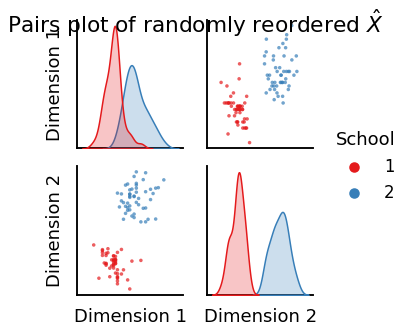 Pairs plot of randomly reordered X̂
Dimension 1
School
1
2
Dimension 2
Dimension 1
Dimension 2